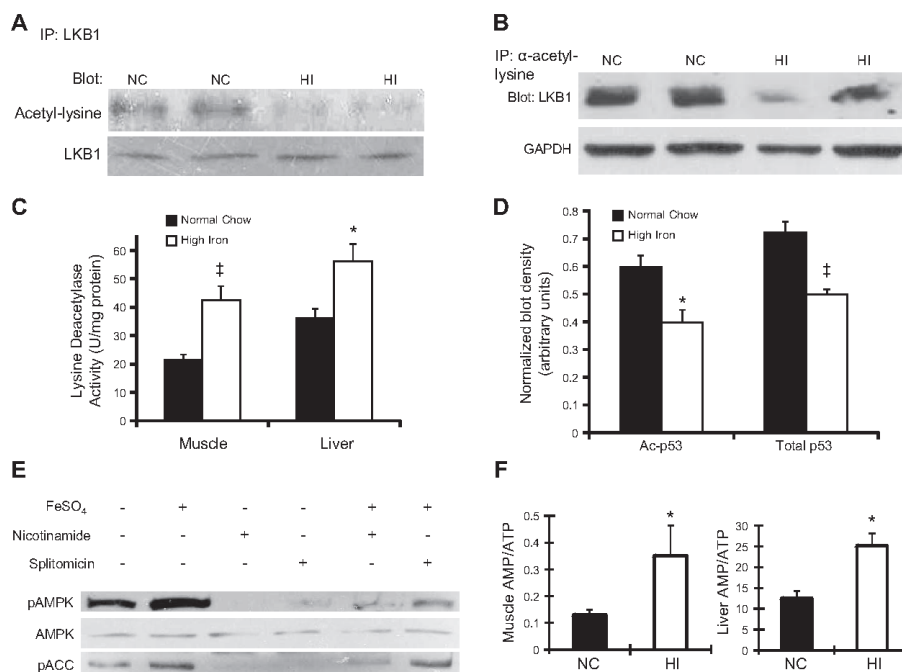 A
IP: LKB1
Blot: NC NC HI HI
Acetyl-lysine
LKB1
B
IP: α-acetyl-
lysine
NC NC HI HI
Blot: LKB1
GAPDH
C
Normal Chow
High Iron
Lysine Deacetylase
Activity (U/mg protein)
60
50
40
30
20
10
0
‡
*
Muscle Liver
D
Normal Chow
High Iron
Normalized blot density
(arbitrary units)
0.8
0.7
0.6
0.5
0.4
0.3
0.2
0.1
0
*
‡
Ac-p53 Total p53
E
FeSO4 - + - - + +
Nicotinamide - - + - + -
Splitomicin - - - + - +
pAMPK
AMPK
pACC
F
Muscle AMP/ATP
0.5
0.4
0.3
0.2
0.1
0
*
NC HI
Liver AMP/ATP
30
25
20
15
10
5
0
*
NC HI